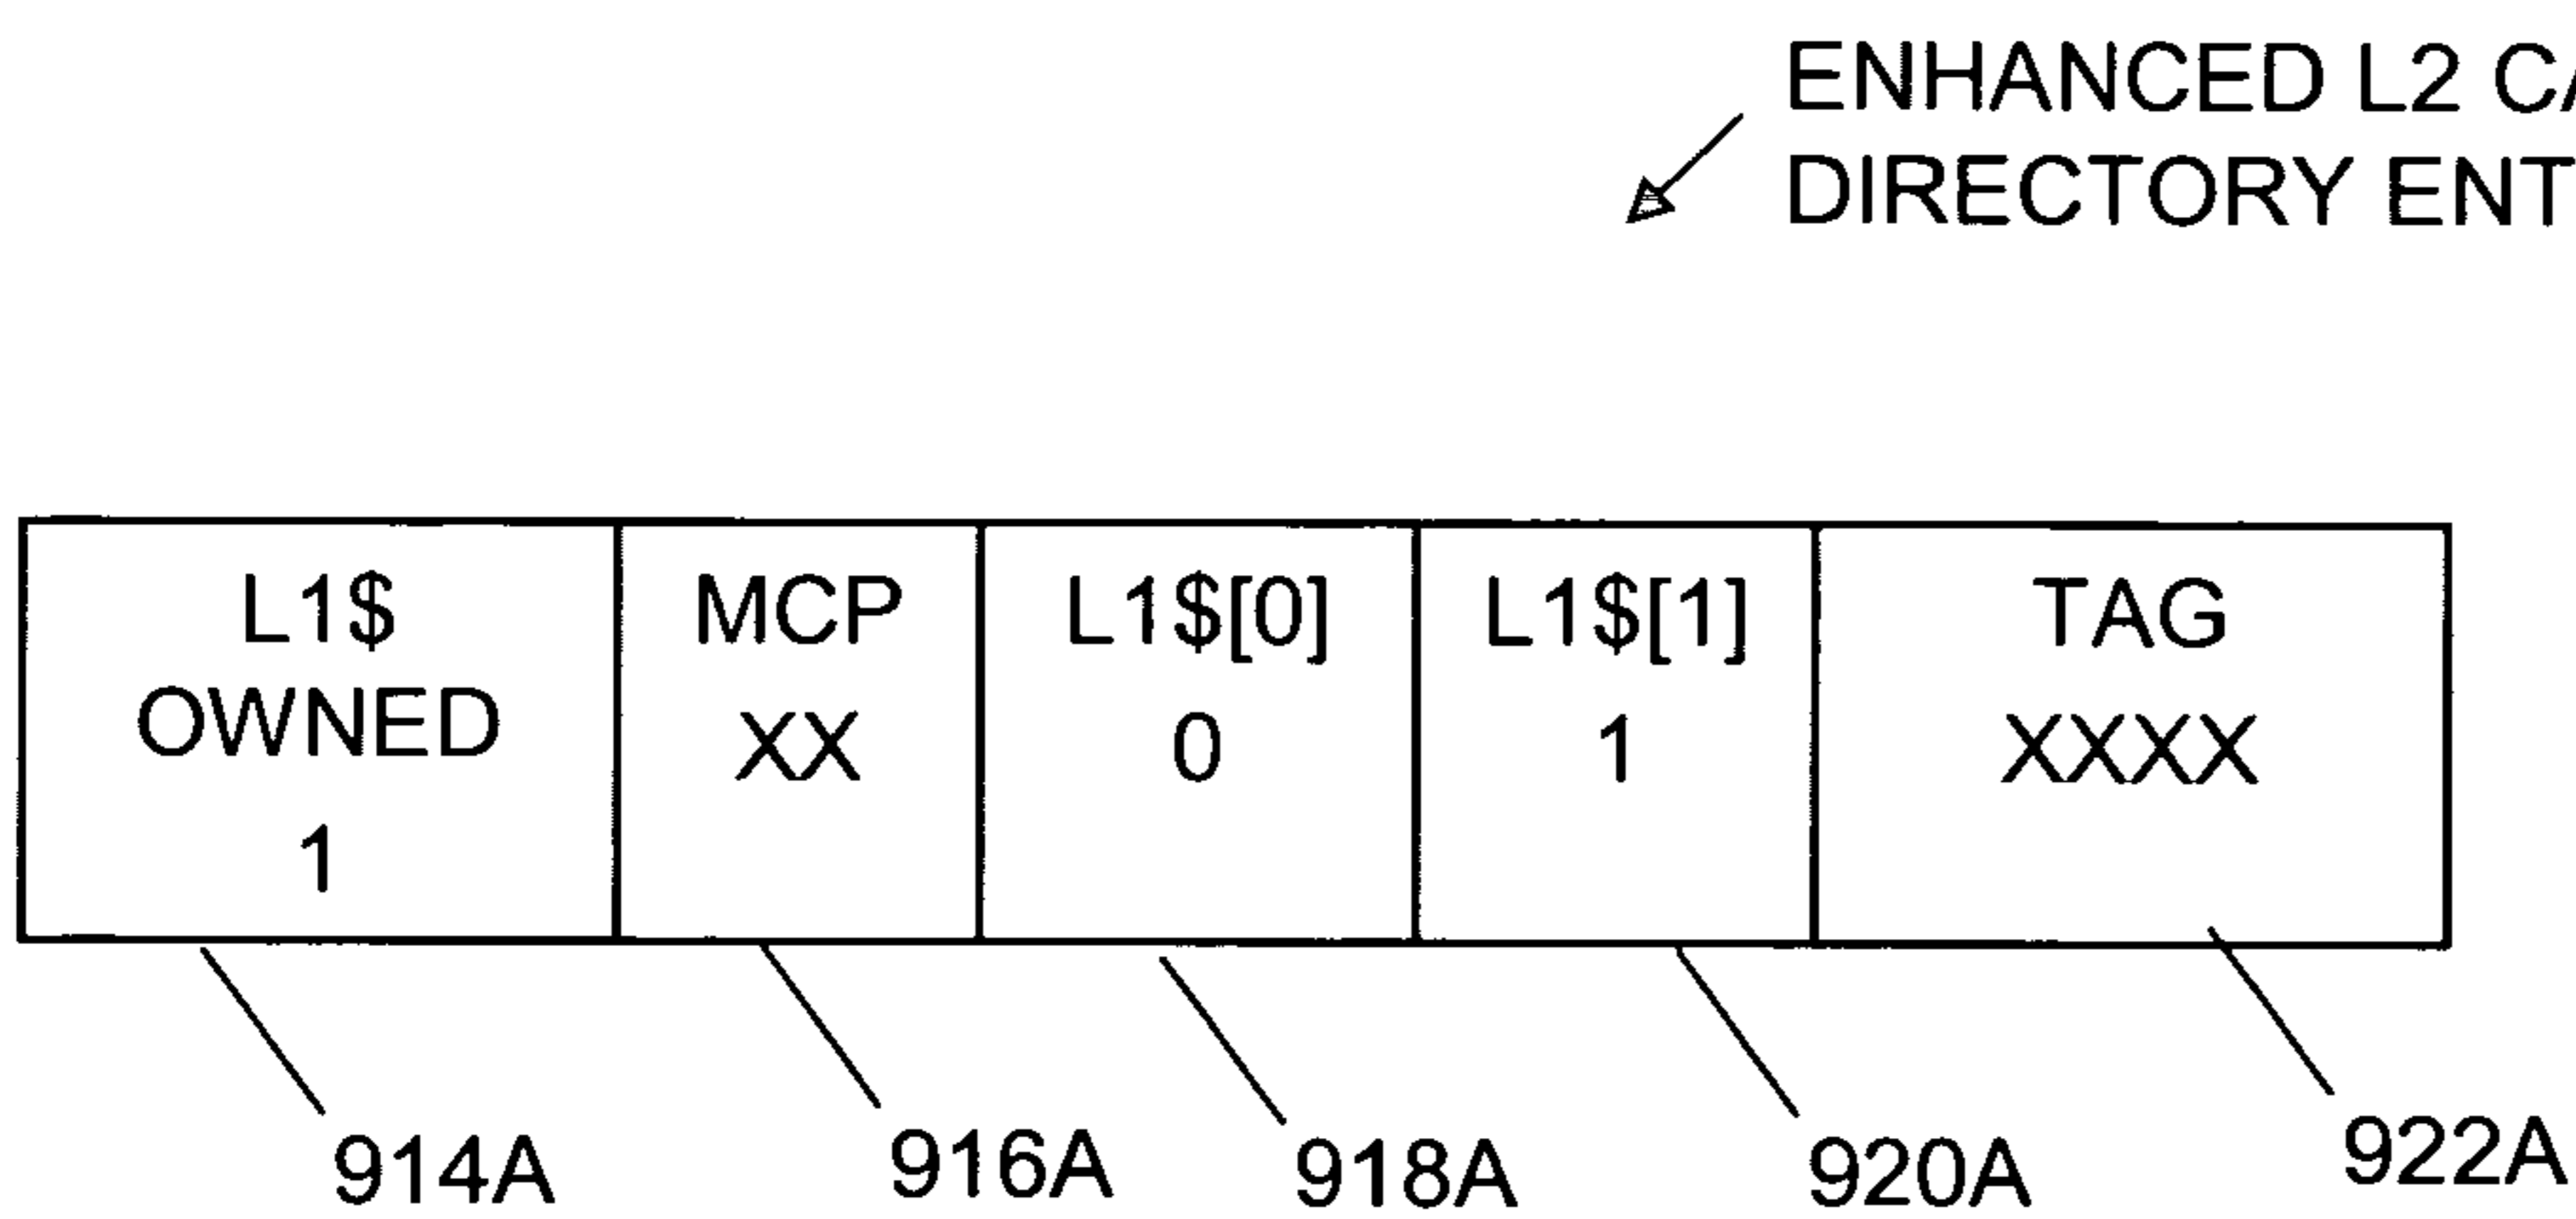 ENHANCED L2 CA
DIRECTORY ENT
L1$ OWNED 1
MCP XX
L1$[0] 0
L1$[1] 1
TAG XXXX
914A
916A
918A
920A
922A